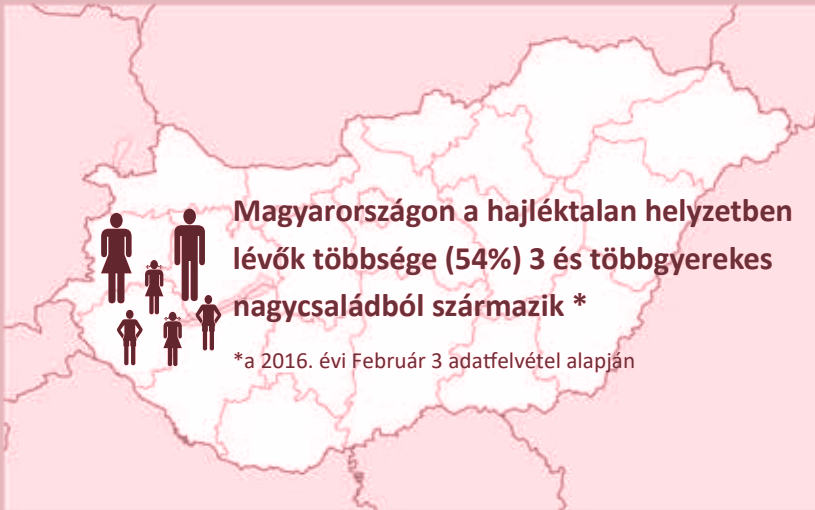 Magyarországon a hajléktalan helyzetben
lévők többsége (54%) 3 és többgyerekes
nagycsaládból származik *
*a 2016. évi Február 3 adatfelvétel alapján